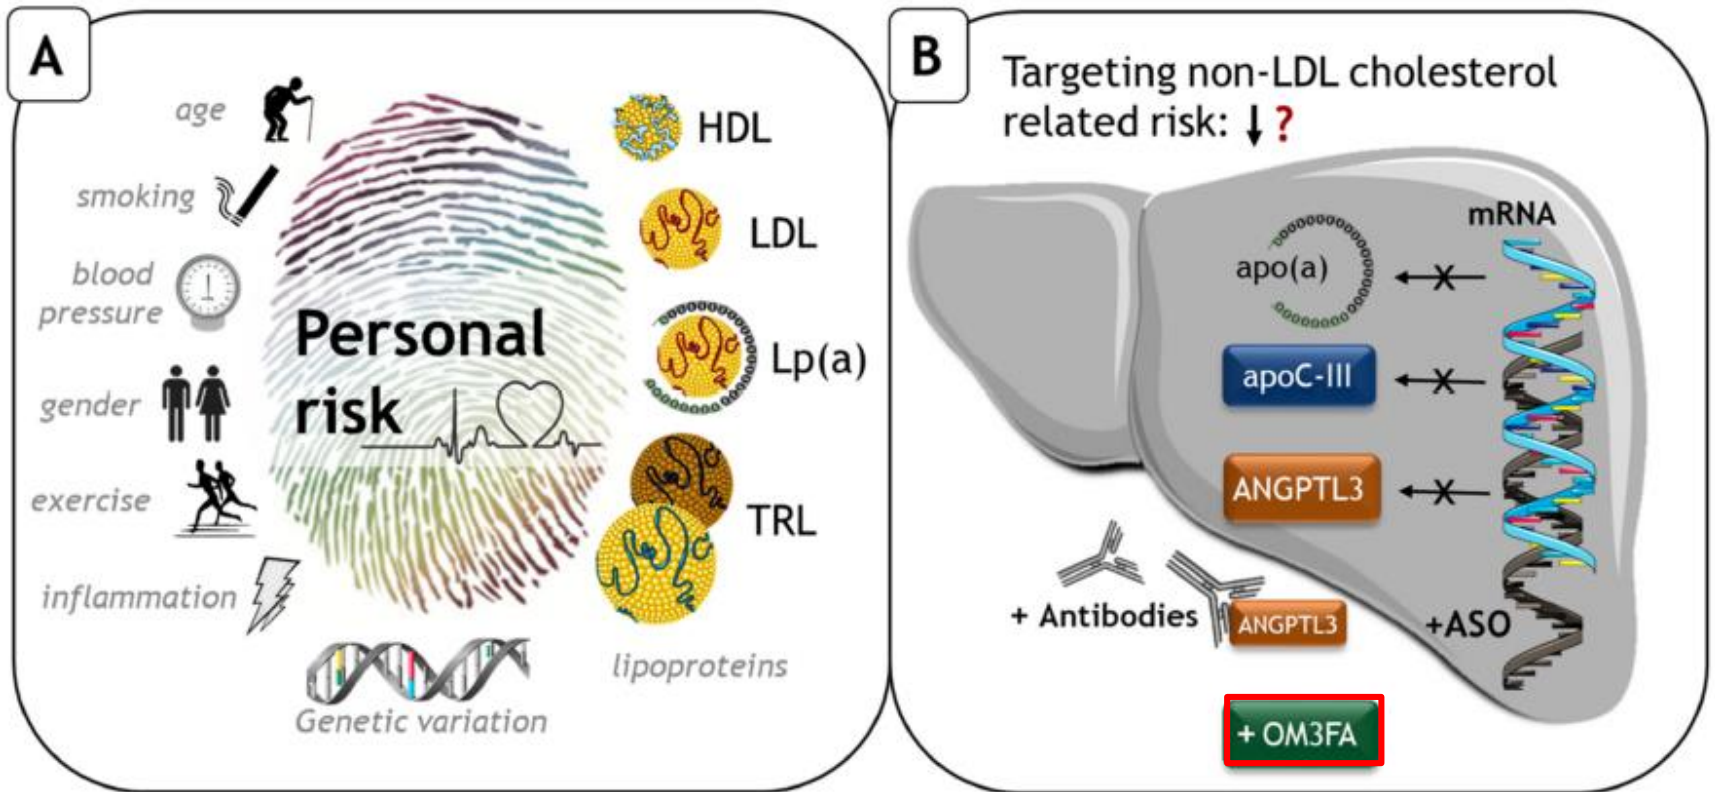 A
age
smoking
blood
pressure
gender
exercise
inflammation
Genetic variation
Personal
risk
HDL
LDL
Lp(a)
TRL
lipoproteins
B
Targeting non-LDL cholesterol
related risk: ↓ ?
mRNA
apo(a)
X
apoC-III
X
ANGPTL3
X
+ Antibodies
ANGPTL3
+ASO
+ OM3FA